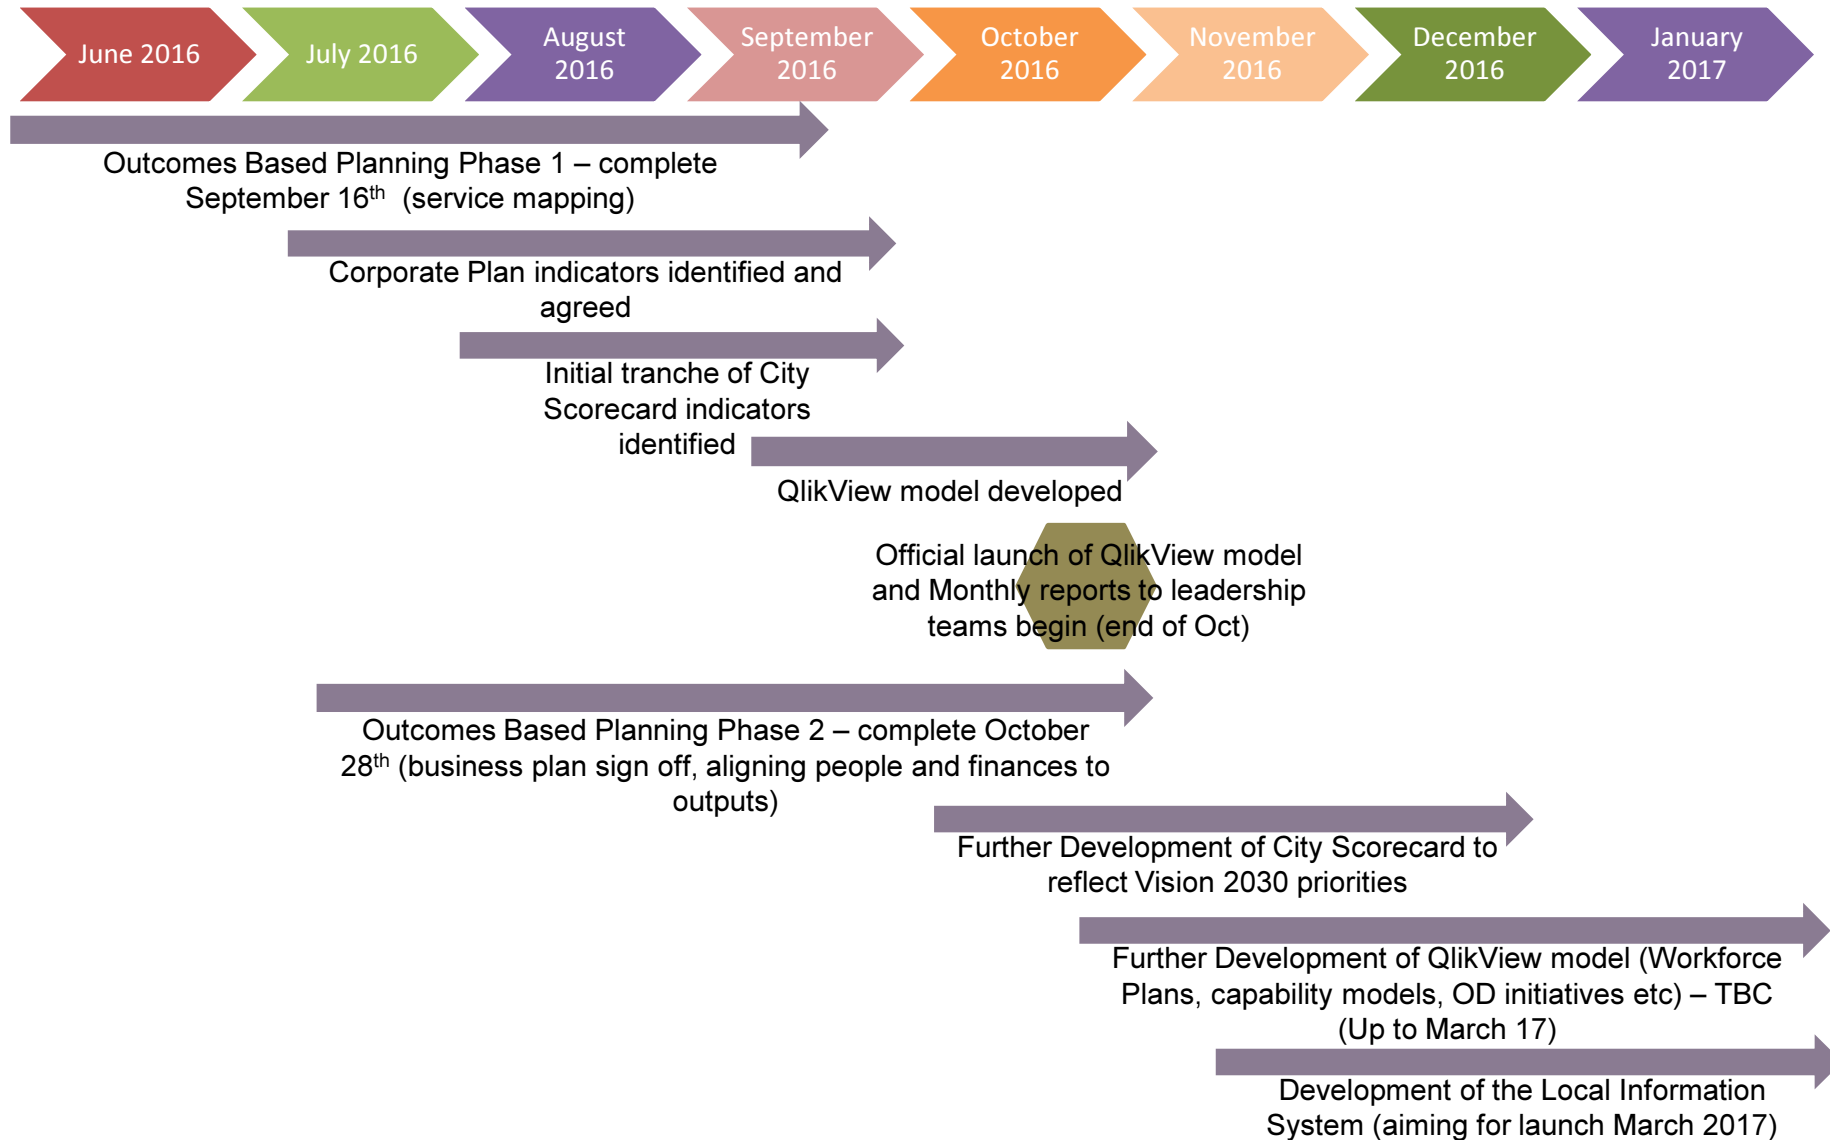 June 2016
July 2016
August
2016
September
2016
October
2016
November
2016
December
2016
January
2017
Outcomes Based Planning Phase 1 – complete
September 16th (service mapping)
Corporate Plan indicators identified and
agreed
Initial tranche of City
Scorecard indicators
identified
QlikView model developed
Official launch of QlikView model
and Monthly reports to leadership
teams begin (end of Oct)
Outcomes Based Planning Phase 2 – complete October
28th (business plan sign off, aligning people and finances to
outputs)
Further Development of City Scorecard to
reflect Vision 2030 priorities
Further Development of QlikView model (Workforce
Plans, capability models, OD initiatives etc) – TBC
(Up to March 17)
Development of the Local Information
System (aiming for launch March 2017)